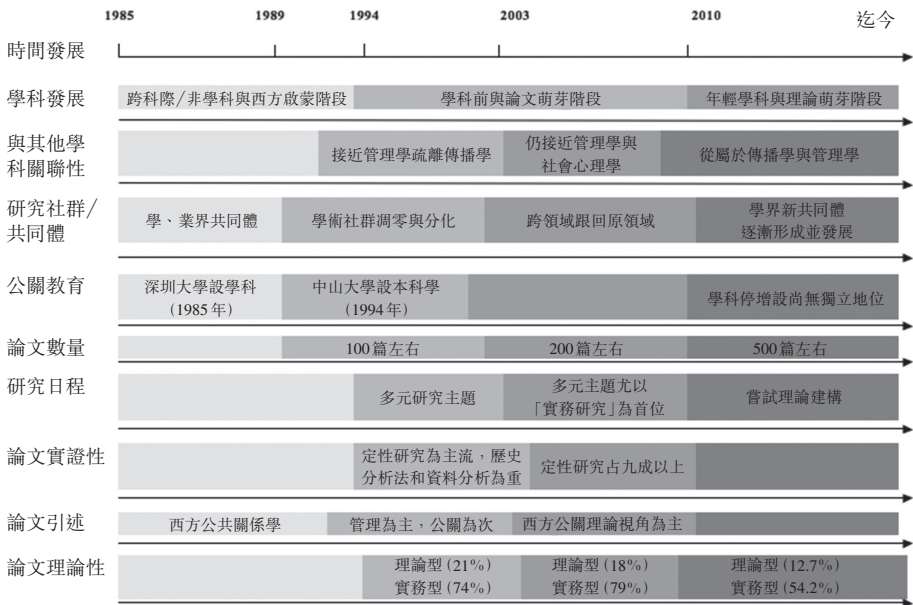 1985 1989 1994 2003 2010 迄今
時間發展
學科發展 跨科際/非學科與西方啟蒙階段 學科前與論文萌芽階段 年輕學科與理論萌芽階段
與其他學
科關聯性
接近管理學疏離傳播學
仍接近管理學與
社會心理學
從屬於傳播學與管理學
研究社群/
共同體
學、業界共同體
學術社群凋零與分化
跨領域跟回原領域
學界新共同體
逐漸形成並發展
公關教育
深圳大學設學科
(1985年)
中山大學設本科學
(1994年)
學科停增設尚無獨立地位
論文數量 100篇左右 200篇左右 500篇左右
研究日程
多元研究主題
多元主題尤以
「實務研究」為首位
嘗試理論建構
論文實證性
定性研究為主流，歷史
分析法和資料分析為重
定性研究占九成以上
論文引述 西方公共關係學 管理為主，公關為次 西方公關理論視角為主
論文理論性
理論型(21%)
實務型(74%)
理論型(18%)
實務型(79%)
理論型(12.7%)
實務型(54.2%)